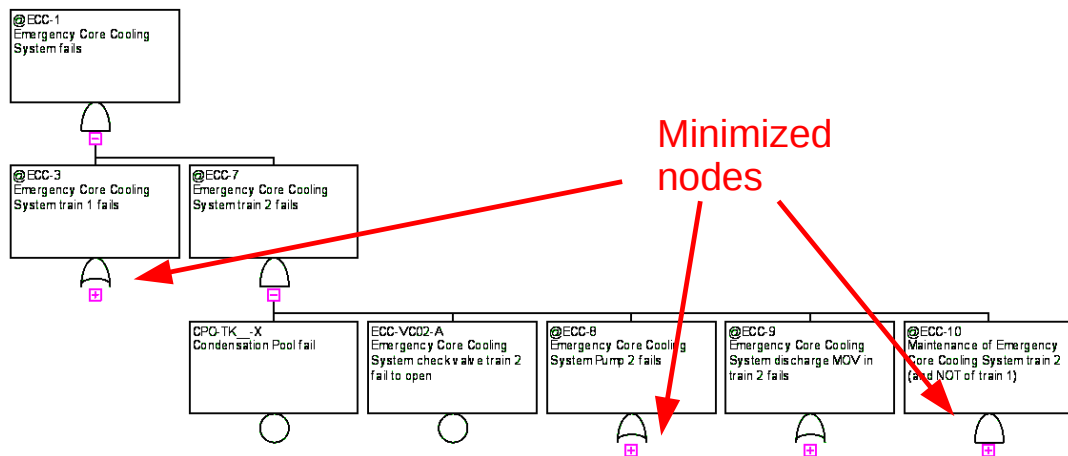 @ECC-1
Emergency Core Cooling
System fails
Minimized
nodes
@ECC-3
Emergency Core Cooling
System train 1 fails
@ECC-7
Emergency Core Cooling
System train 2 fails
CPO-TK__-X
Condensation Pool fail
ECC-VC02-A
Emergency Core Cooling
System check valve train 2
fail to open
@ECC-8
Emergency Core Cooling
System Pump 2 fails
@ECC-9
Emergency Core Cooling
System discharge MOV in
train 2 fails
@ECC-10
Maintenance of Emergency
Core Cooling System train 2
(and NOT of train 1)